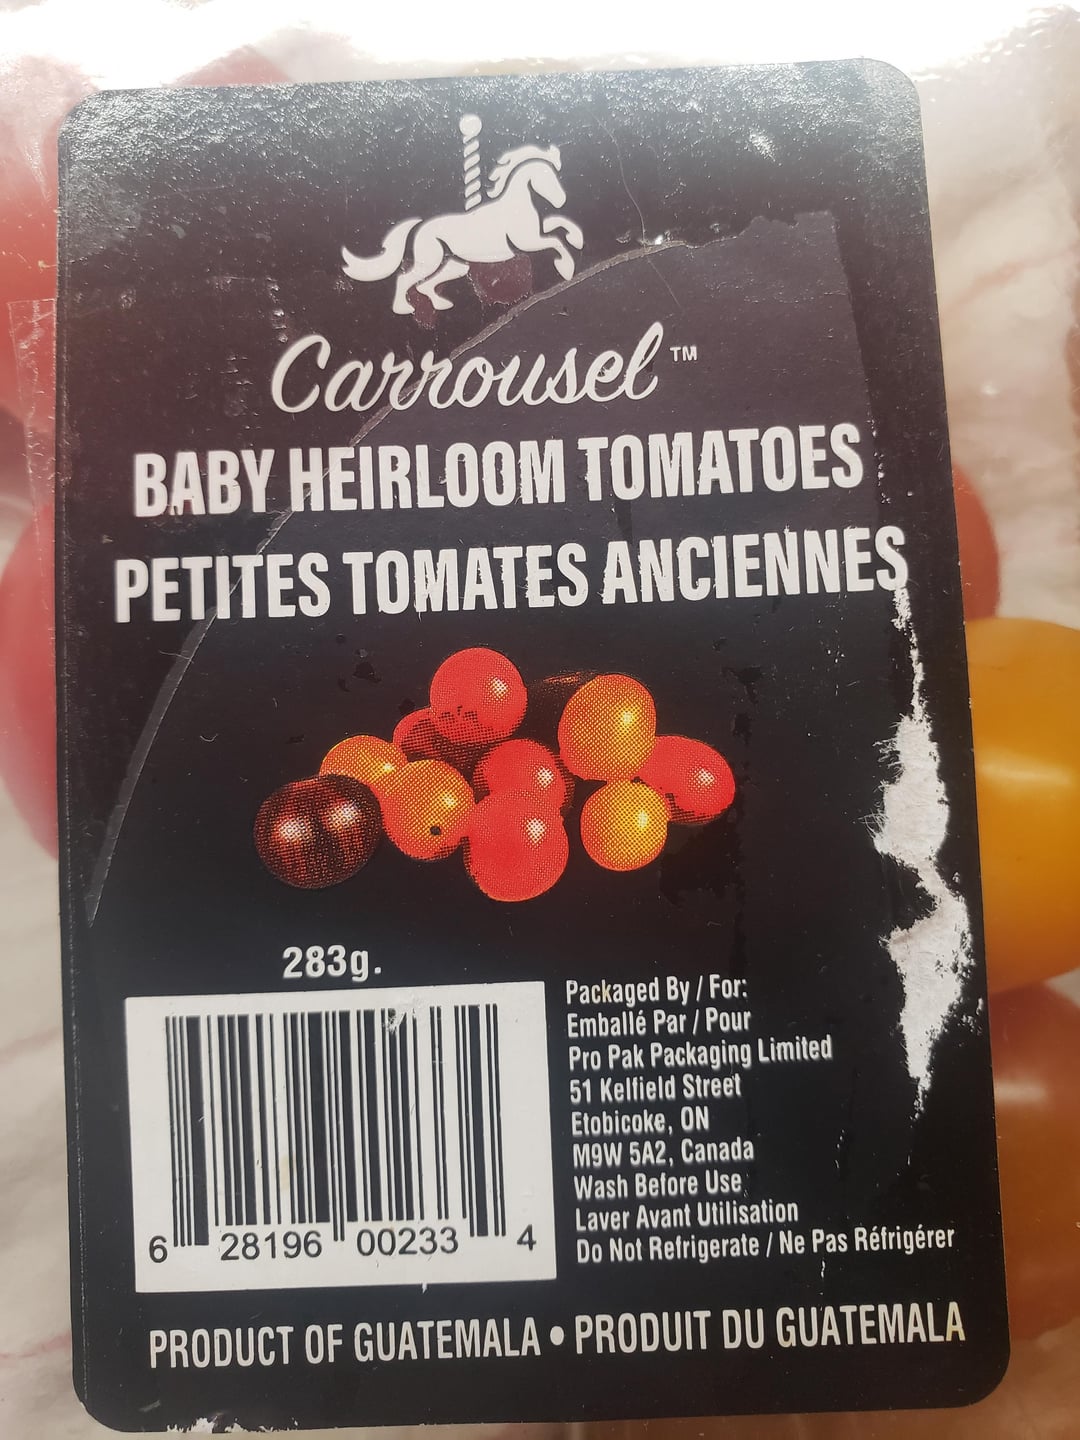 Carrousel™
BABY HEIRLOOM TOMATOES
PETITES TOMATES ANCIENNES
283g.
Packaged By / For:
Emballé Par / Pour
Pro Pak Packaging Limited
51 Kelfield Street
Etobicoke, ON
M9W 5A2, Canada
Wash Before Use
Laver Avant Utilisation
Do Not Refrigerate / Ne Pas Réfrigérer
6 28196 00233 4
PRODUCT OF GUATEMALA • PRODUIT DU GUATEMALA